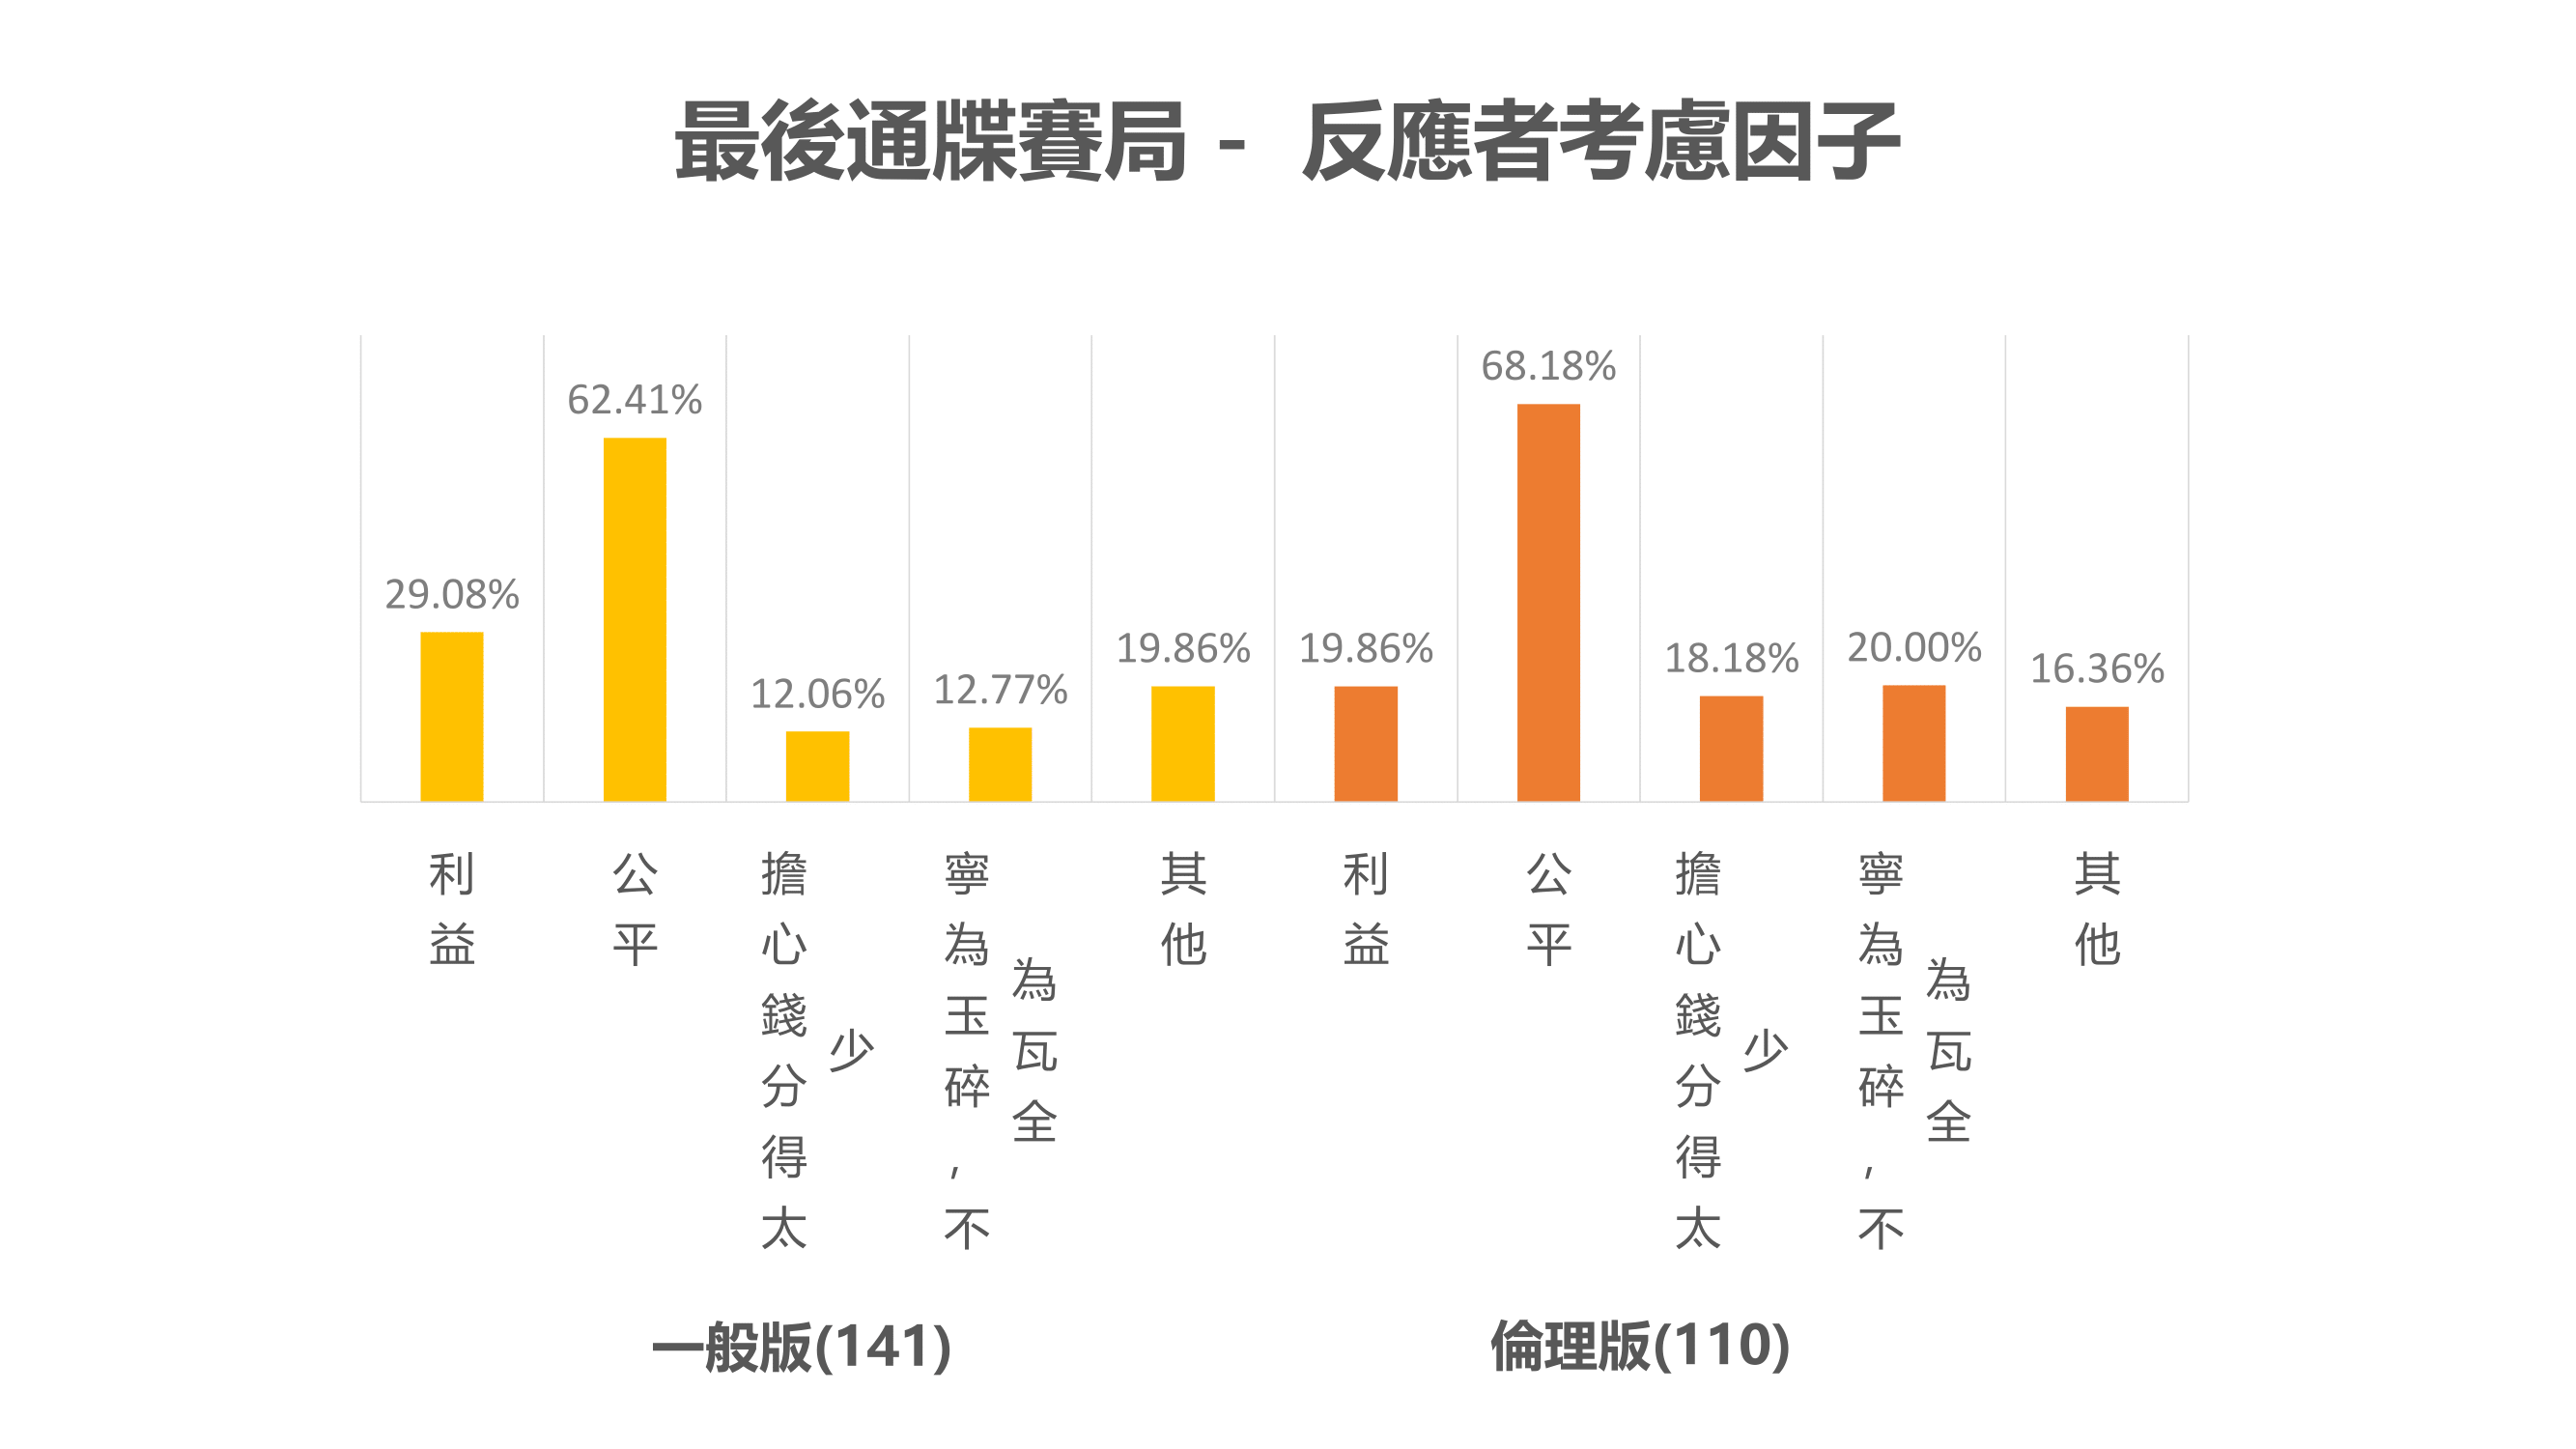 最後通牒賽局 - 反應者考慮因子
29.08%
62.41%
12.06%
12.77%
19.86%
19.86%
68.18%
18.18%
20.00%
16.36%
利益
公平
擔心錢分得太
少
寧為玉碎,不
為瓦全
其他
利益
公平
擔心錢分得太
少
寧為玉碎,不
為瓦全
其他
一般版(141)
倫理版(110)